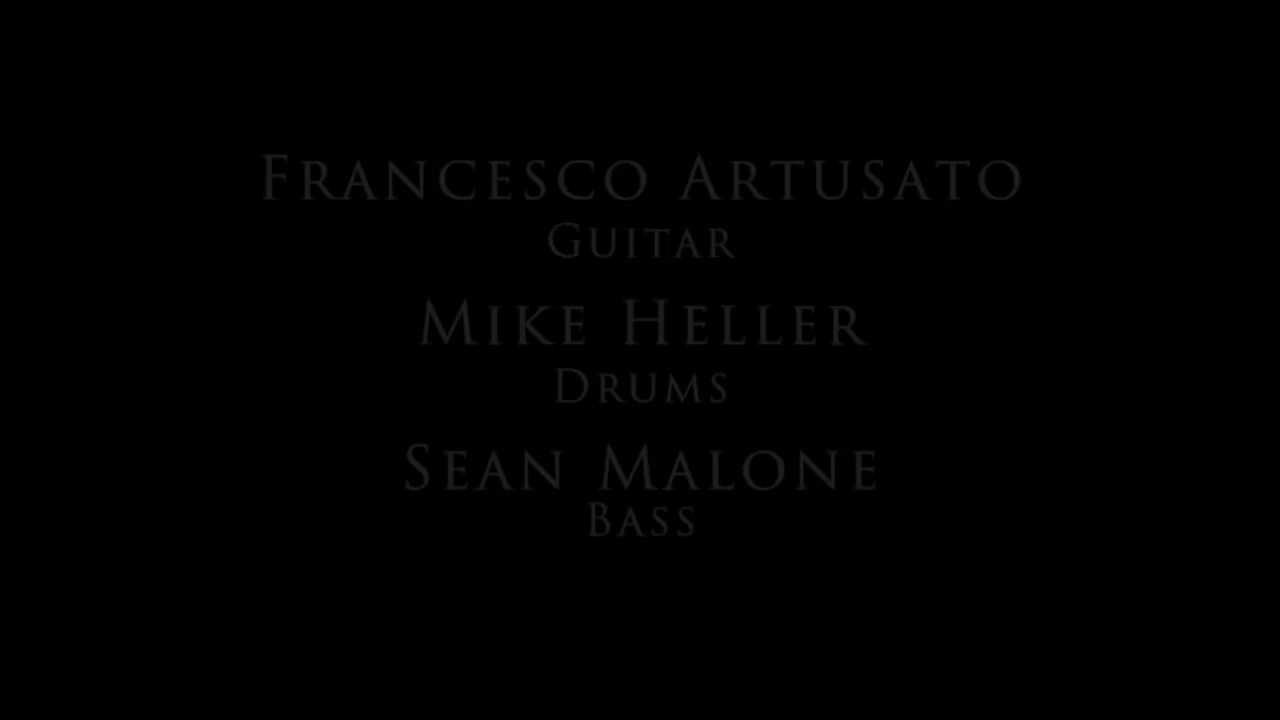 Francesco Artusato
Guitar
Mike Heller
Drums
Sean Malone
Bass